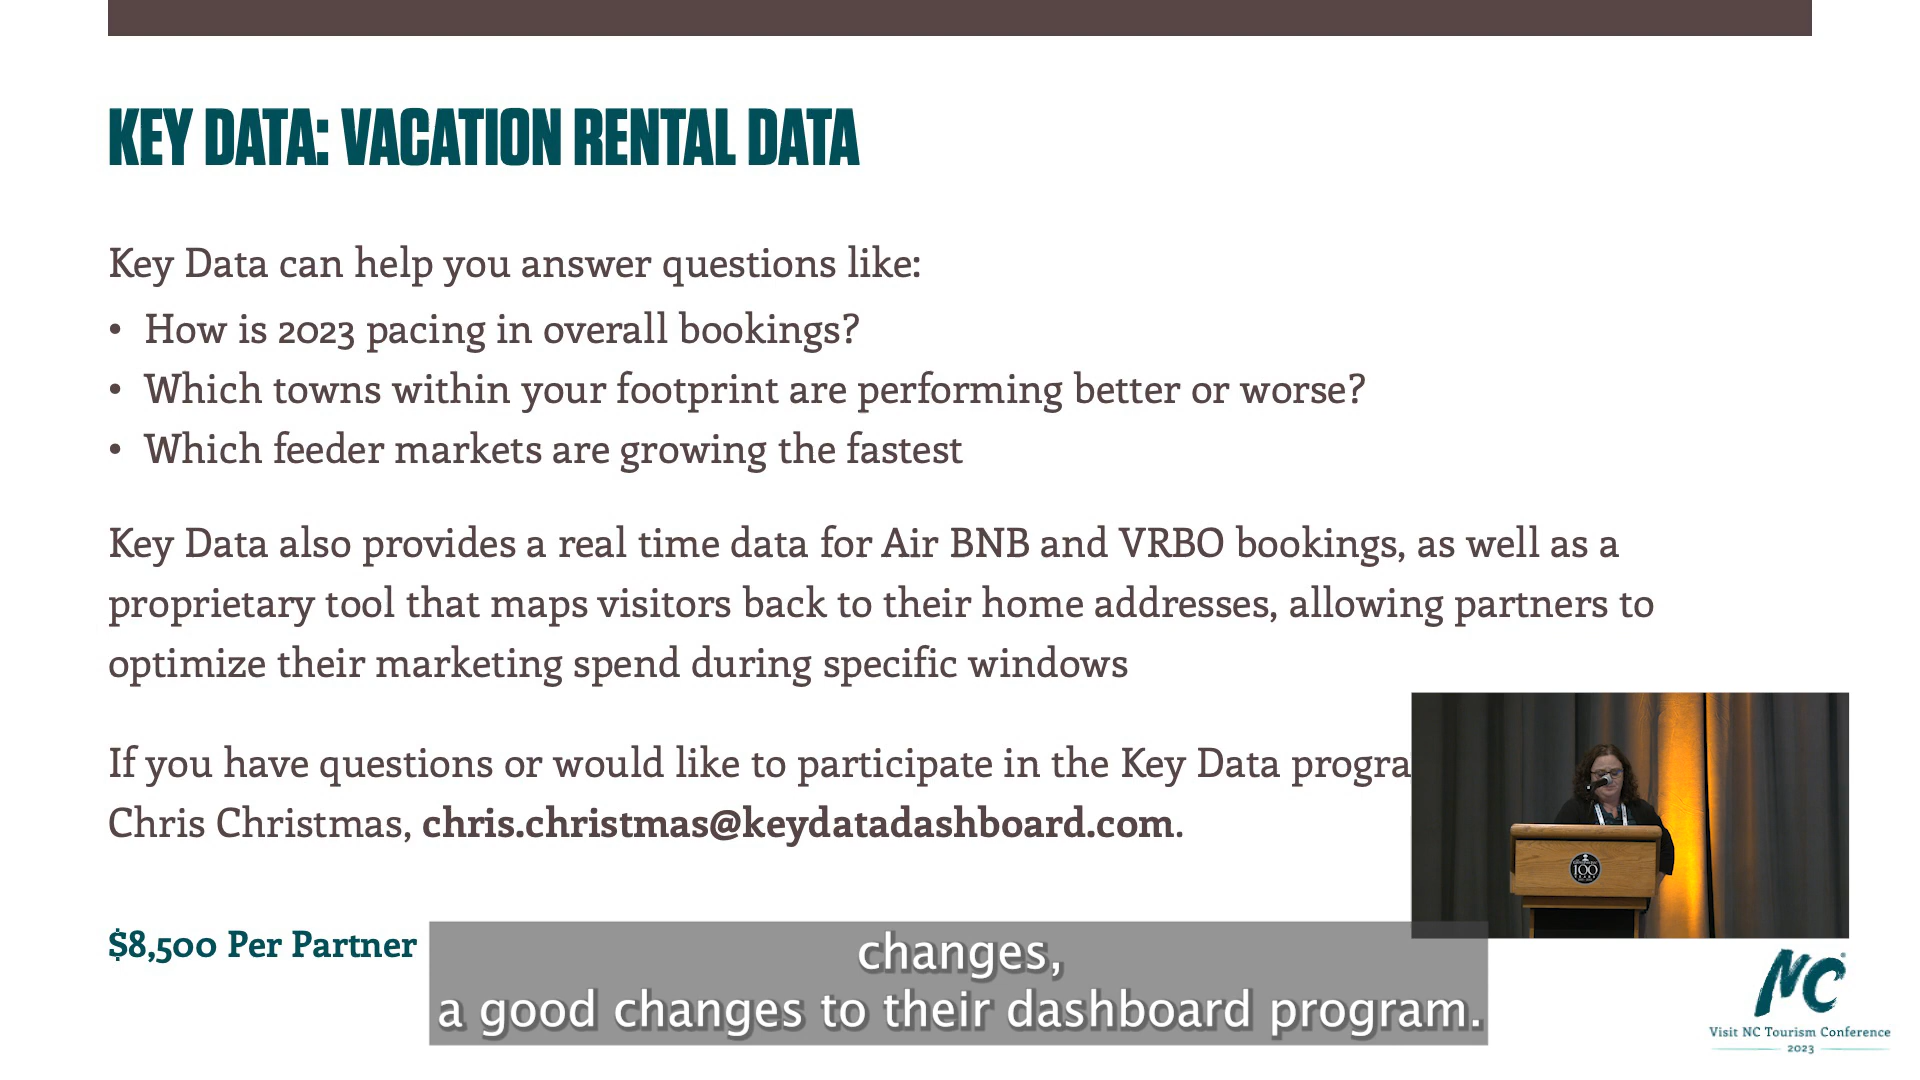 KEY DATA: VACATION RENTAL DATA
Key Data can help you answer questions like:
• How is 2023 pacing in overall bookings?
• Which towns within your footprint are performing better or worse?
• Which feeder markets are growing the fastest
Key Data also provides a real time data for Air BNB and VRBO bookings, as well as a
proprietary tool that maps visitors back to their home addresses, allowing partners to
optimize their marketing spend during specific windows
If you have questions or would like to participate in the Key Data progra
Chris Christmas, chris.christmas@keydatadashboard.com.
100
$8,500 Per Partner
changes,
a good changes to their dashboard program.
NC
Visit NC Tourism Conference
2023